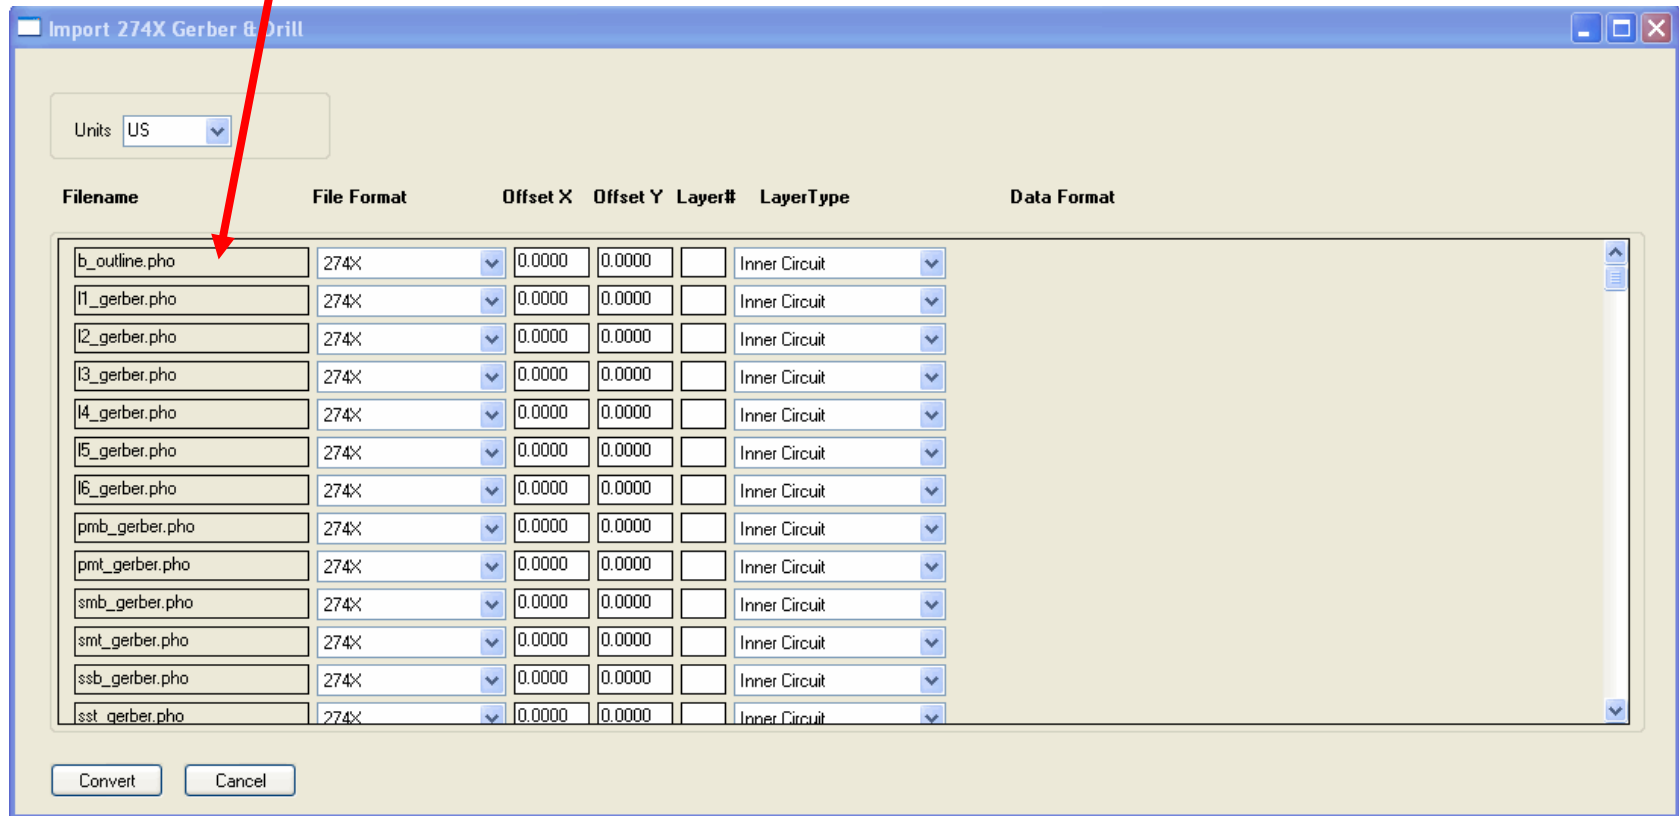 Import 274X Gerber & Drill
Units US
Filename File Format Offset X Offset Y Layer# LayerType Data Format
b_outline.pho 274X 0.0000 0.0000 Inner Circuit
l1_gerber.pho 274X 0.0000 0.0000 Inner Circuit
l2_gerber.pho 274X 0.0000 0.0000 Inner Circuit
l3_gerber.pho 274X 0.0000 0.0000 Inner Circuit
l4_gerber.pho 274X 0.0000 0.0000 Inner Circuit
l5_gerber.pho 274X 0.0000 0.0000 Inner Circuit
l6_gerber.pho 274X 0.0000 0.0000 Inner Circuit
pmb_gerber.pho 274X 0.0000 0.0000 Inner Circuit
pmt_gerber.pho 274X 0.0000 0.0000 Inner Circuit
smb_gerber.pho 274X 0.0000 0.0000 Inner Circuit
smt_gerber.pho 274X 0.0000 0.0000 Inner Circuit
ssb_gerber.pho 274X 0.0000 0.0000 Inner Circuit
sst_gerber.pho 274X 0.0000 0.0000 Inner Circuit
Convert Cancel